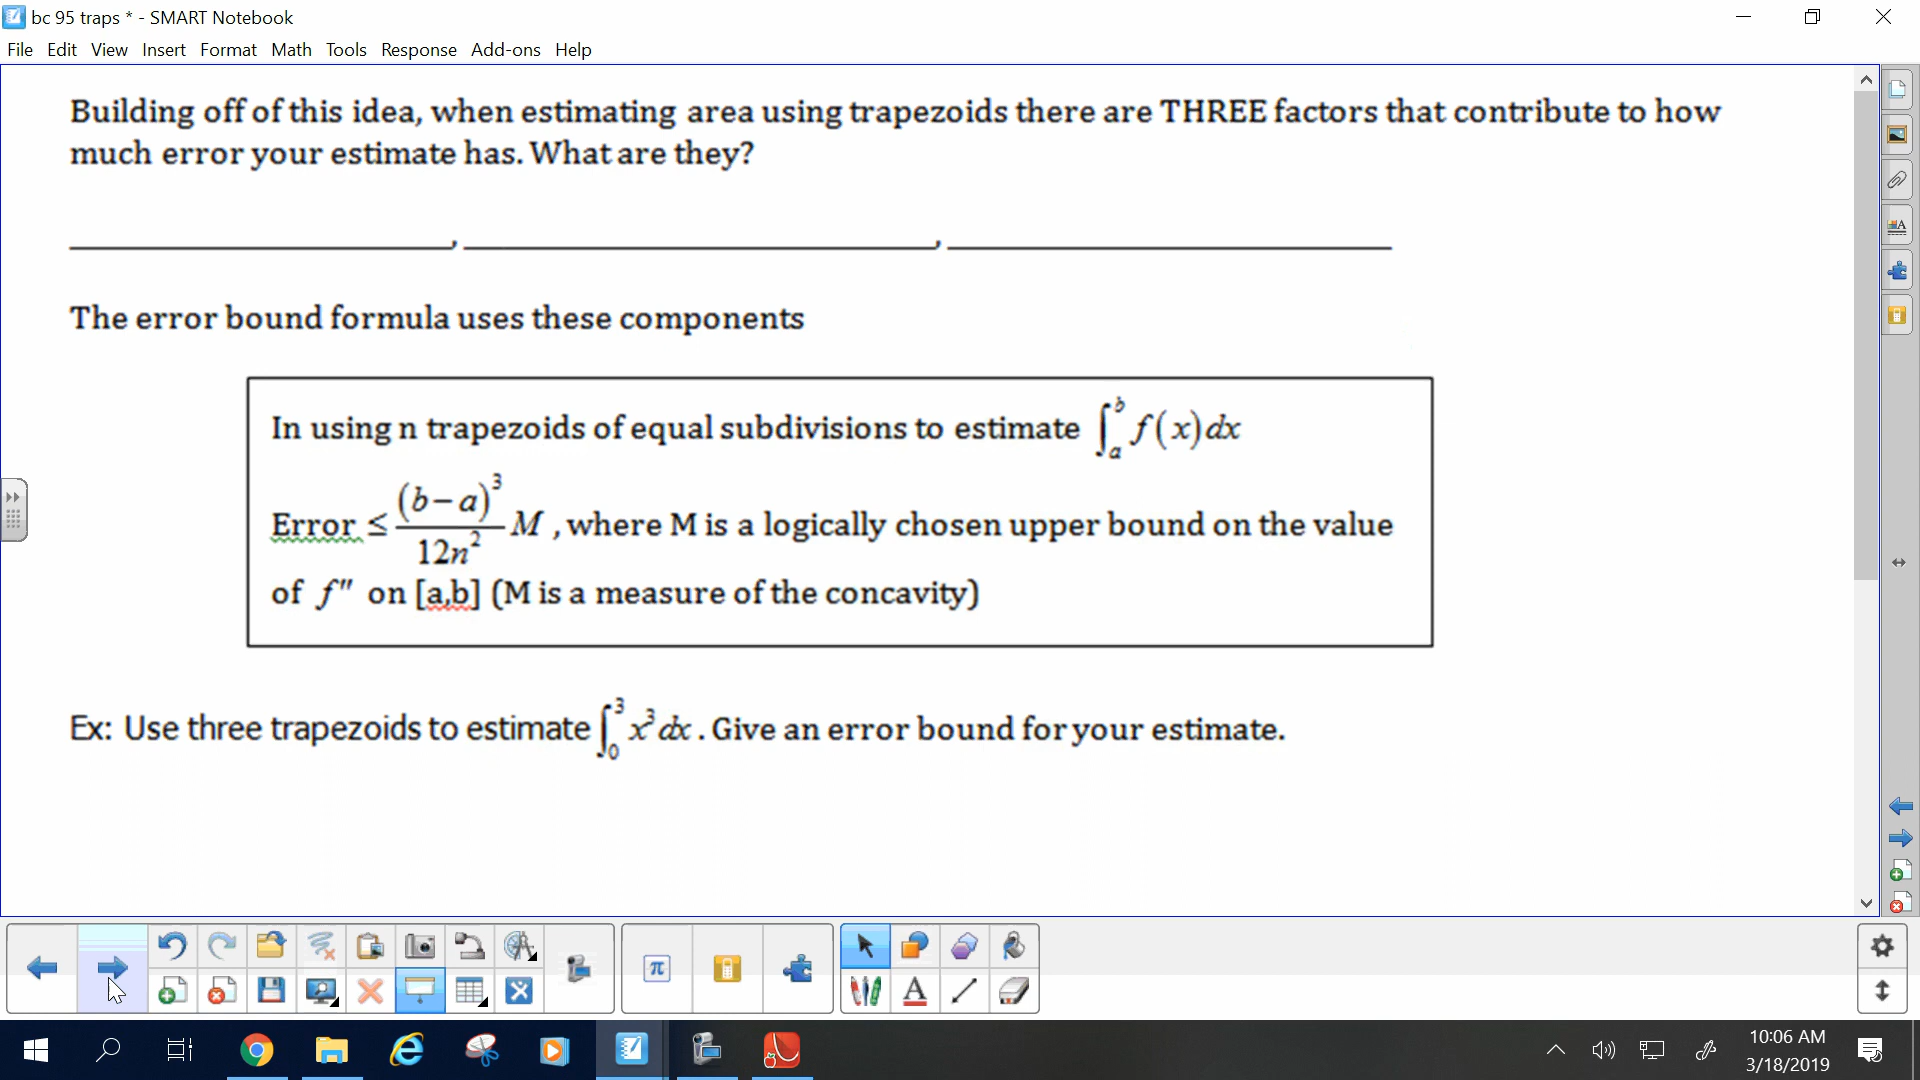 bc 95 traps * - SMART Notebook
File Edit View Insert Format Math Tools Response Add-ons Help
Building off of this idea, when estimating area using trapezoids there are THREE factors that contribute to how
much error your estimate has. What are they?
____________, ____________, ____________
The error bound formula uses these components
In using n trapezoids of equal subdivisions to estimate ∫_a^b f(x)dx
Error ≤ (b−a)³/12n² M , where M is a logically chosen upper bound on the value
of f″ on [a,b] (M is a measure of the concavity)
Ex: Use three trapezoids to estimate ∫_0^3 x³ dx . Give an error bound for your estimate.
10:06 AM
3/18/2019